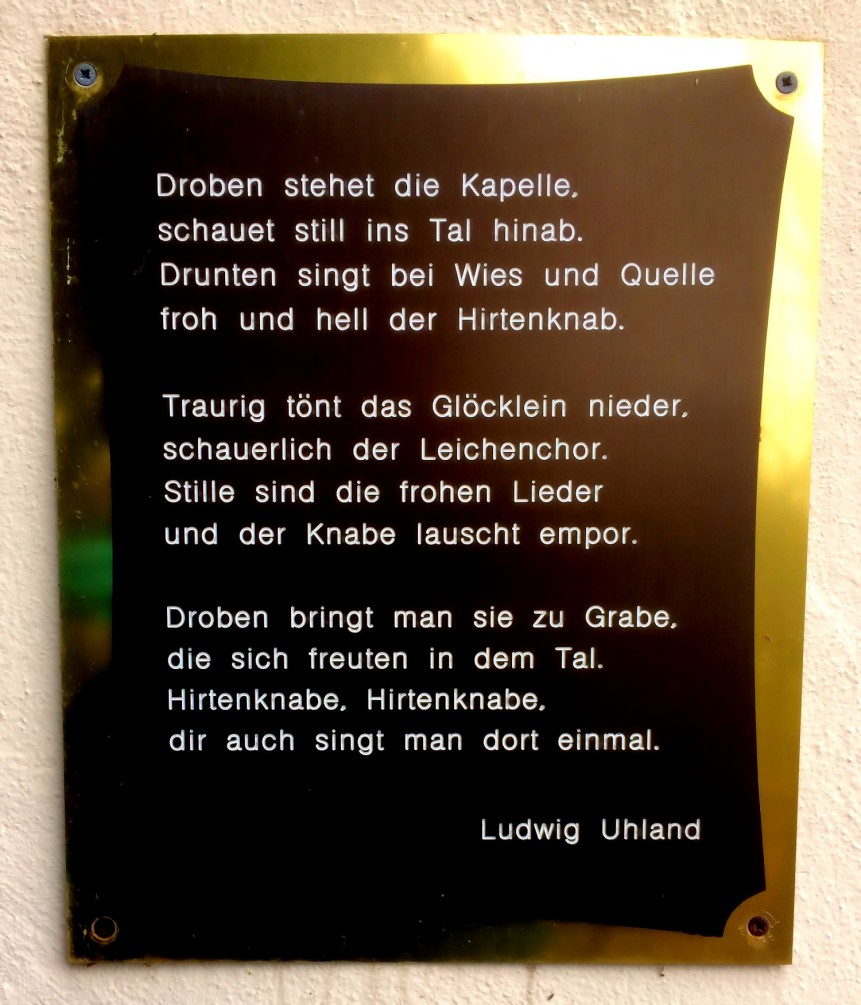 Droben stehet die Kapelle,
schauet still ins Tal hinab.
Drunten singt bei Wies und Quelle
froh und hell der Hirtenknab.
Traurig tönt das Glöcklein nieder,
schauerlich der Leichenchor.
Stille sind die frohen Lieder
und der Knabe lauscht empor.
Droben bringt man sie zu Grabe,
die sich freuten in dem Tal.
Hirtenknabe, Hirtenknabe,
dir auch singt man dort einmal.
Ludwig Uhland